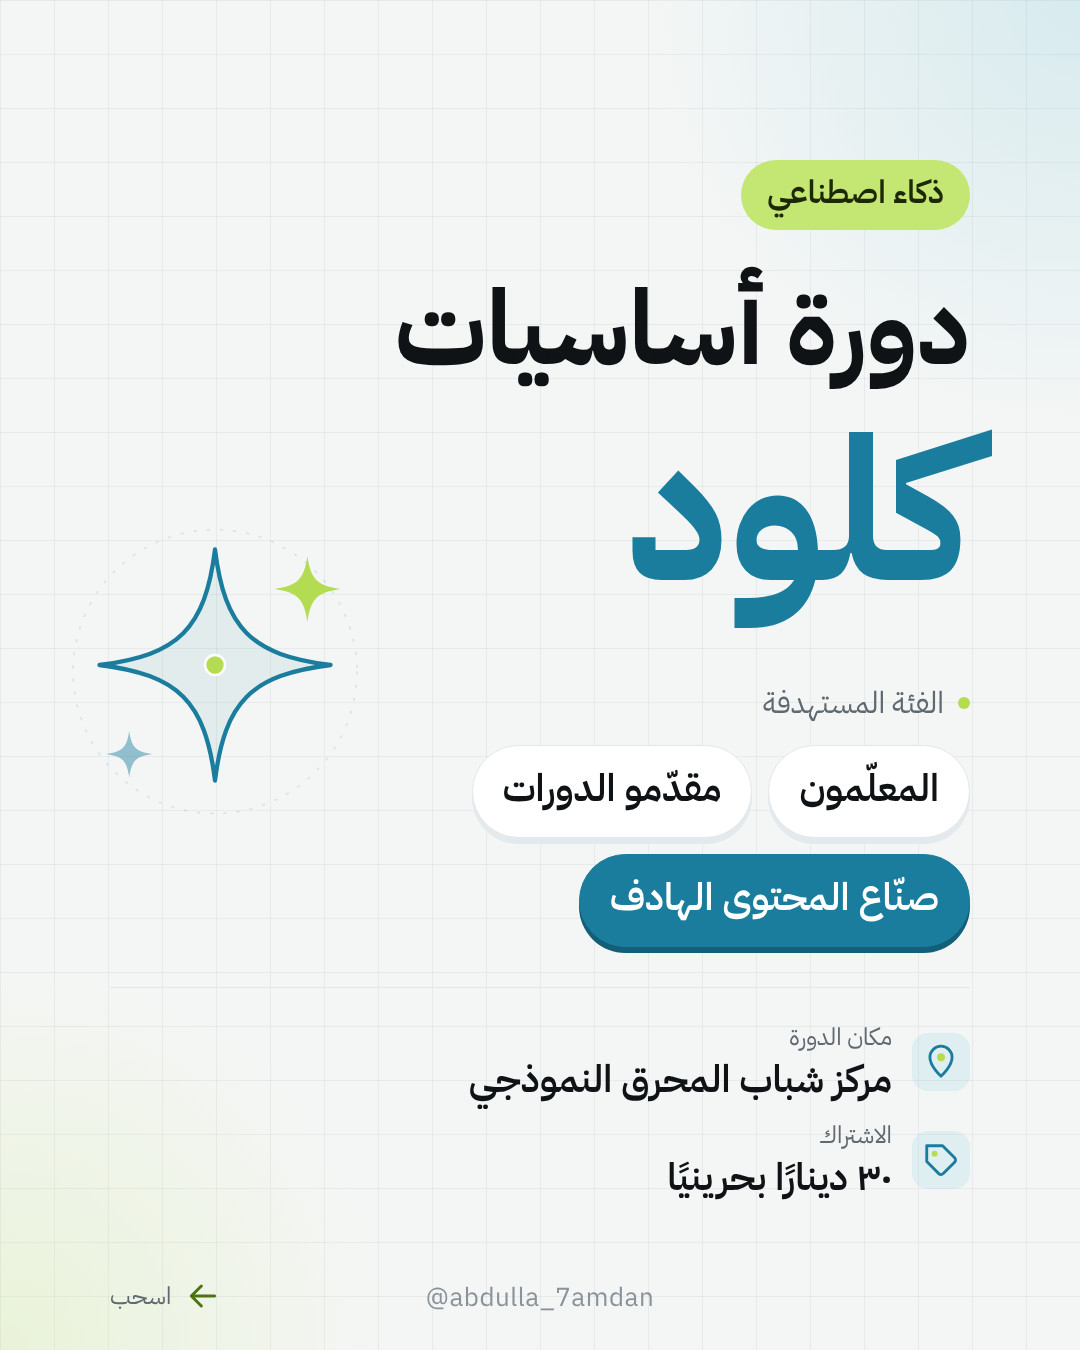 ذكاء اصطناعي
دورة أساسيات
كلود
الفئة المستهدفة
المعلّمون
مقدّمو الدورات
صنّاع المحتوى الهادف
مكان الدورة
مركز شباب المحرق النموذجي
الاشتراك
٣٠ دينارًا بحرينيًا
@abdulla_7amdan
اسحب